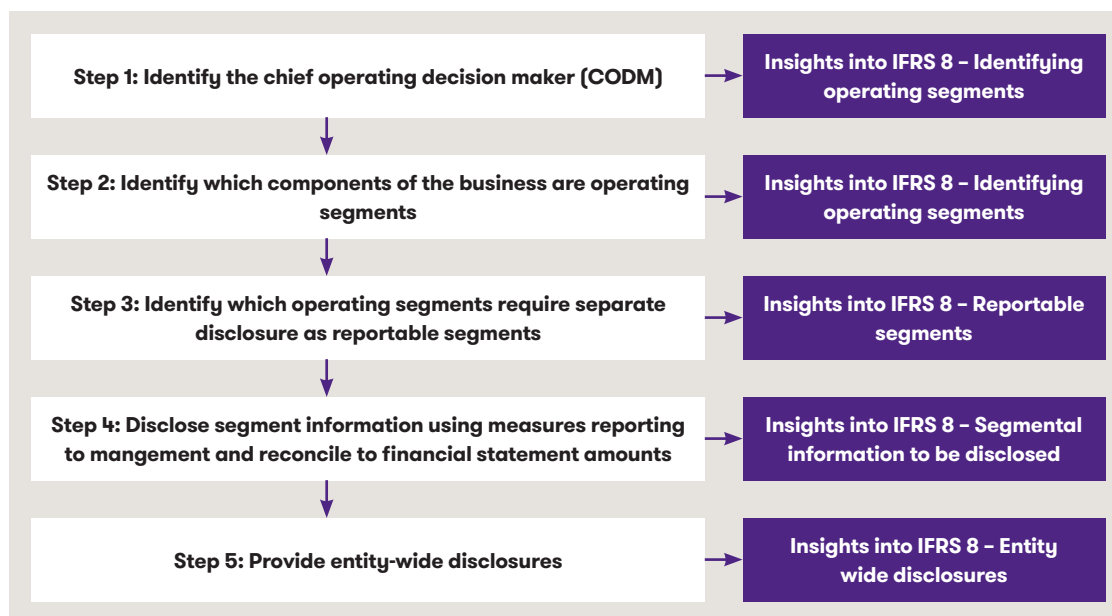 Step 1: Identify the chief operating decision maker (CODM)
Insights into IFRS 8 – Identifying
operating segments
Step 2: Identify which components of the business are operating
segments
Insights into IFRS 8 – Identifying
operating segments
Step 3: Identify which operating segments require separate
disclosure as reportable segments
Insights into IFRS 8 – Reportable
segments
Step 4: Disclose segment information using measures reporting
to mangement and reconcile to financial statement amounts
Insights into IFRS 8 – Segmental
information to be disclosed
Step 5: Provide entity-wide disclosures
Insights into IFRS 8 – Entity
wide disclosures